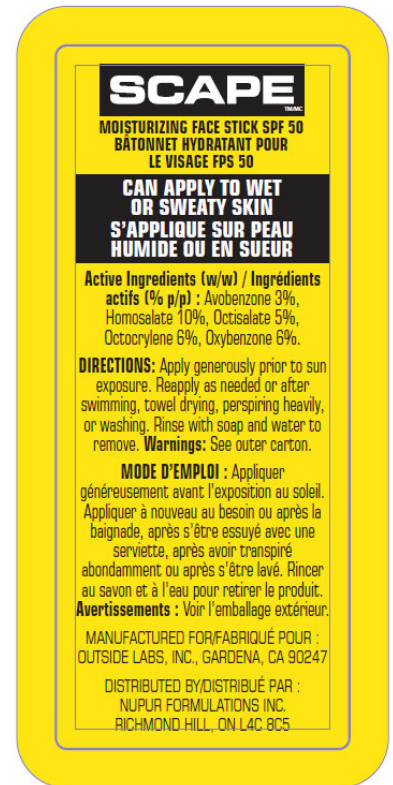 SCAPE
TM/MC
MOISTURIZING FACE STICK SPF 50
BÂTONNET HYDRATANT POUR
LE VISAGE FPS 50
CAN APPLY TO WET
OR SWEATY SKIN
S'APPLIQUE SUR PEAU
HUMIDE OU EN SUEUR
Active Ingredients (w/w) / Ingrédients
actifs (% p/p) : Avobenzone 3%,
Homosalate 10%, Octisalate 5%,
Octocrylene 6%, Oxybenzone 6%.
DIRECTIONS: Apply generously prior to sun
exposure. Reapply as needed or after
swimming, towel drying, perspiring heavily,
or washing. Rinse with soap and water to
remove. Warnings: See outer carton.
MODE D'EMPLOI : Appliquer
généreusement avant l'exposition au soleil.
Appliquer à nouveau au besoin ou après la
baignade, après s'être essuyé avec une
serviette, après avoir transpiré
abondamment ou après s'être lavé. Rincer
au savon et à l'eau pour retirer le produit.
Avertissements : Voir l'emballage extérieur.
MANUFACTURED FOR/FABRIQUÉ POUR :
OUTSIDE LABS, INC., GARDENA, CA 90247
DISTRIBUTED BY/DISTRIBUÉ PAR :
NUPUR FORMULATIONS INC.
RICHMOND HILL, ON L4C 8C5